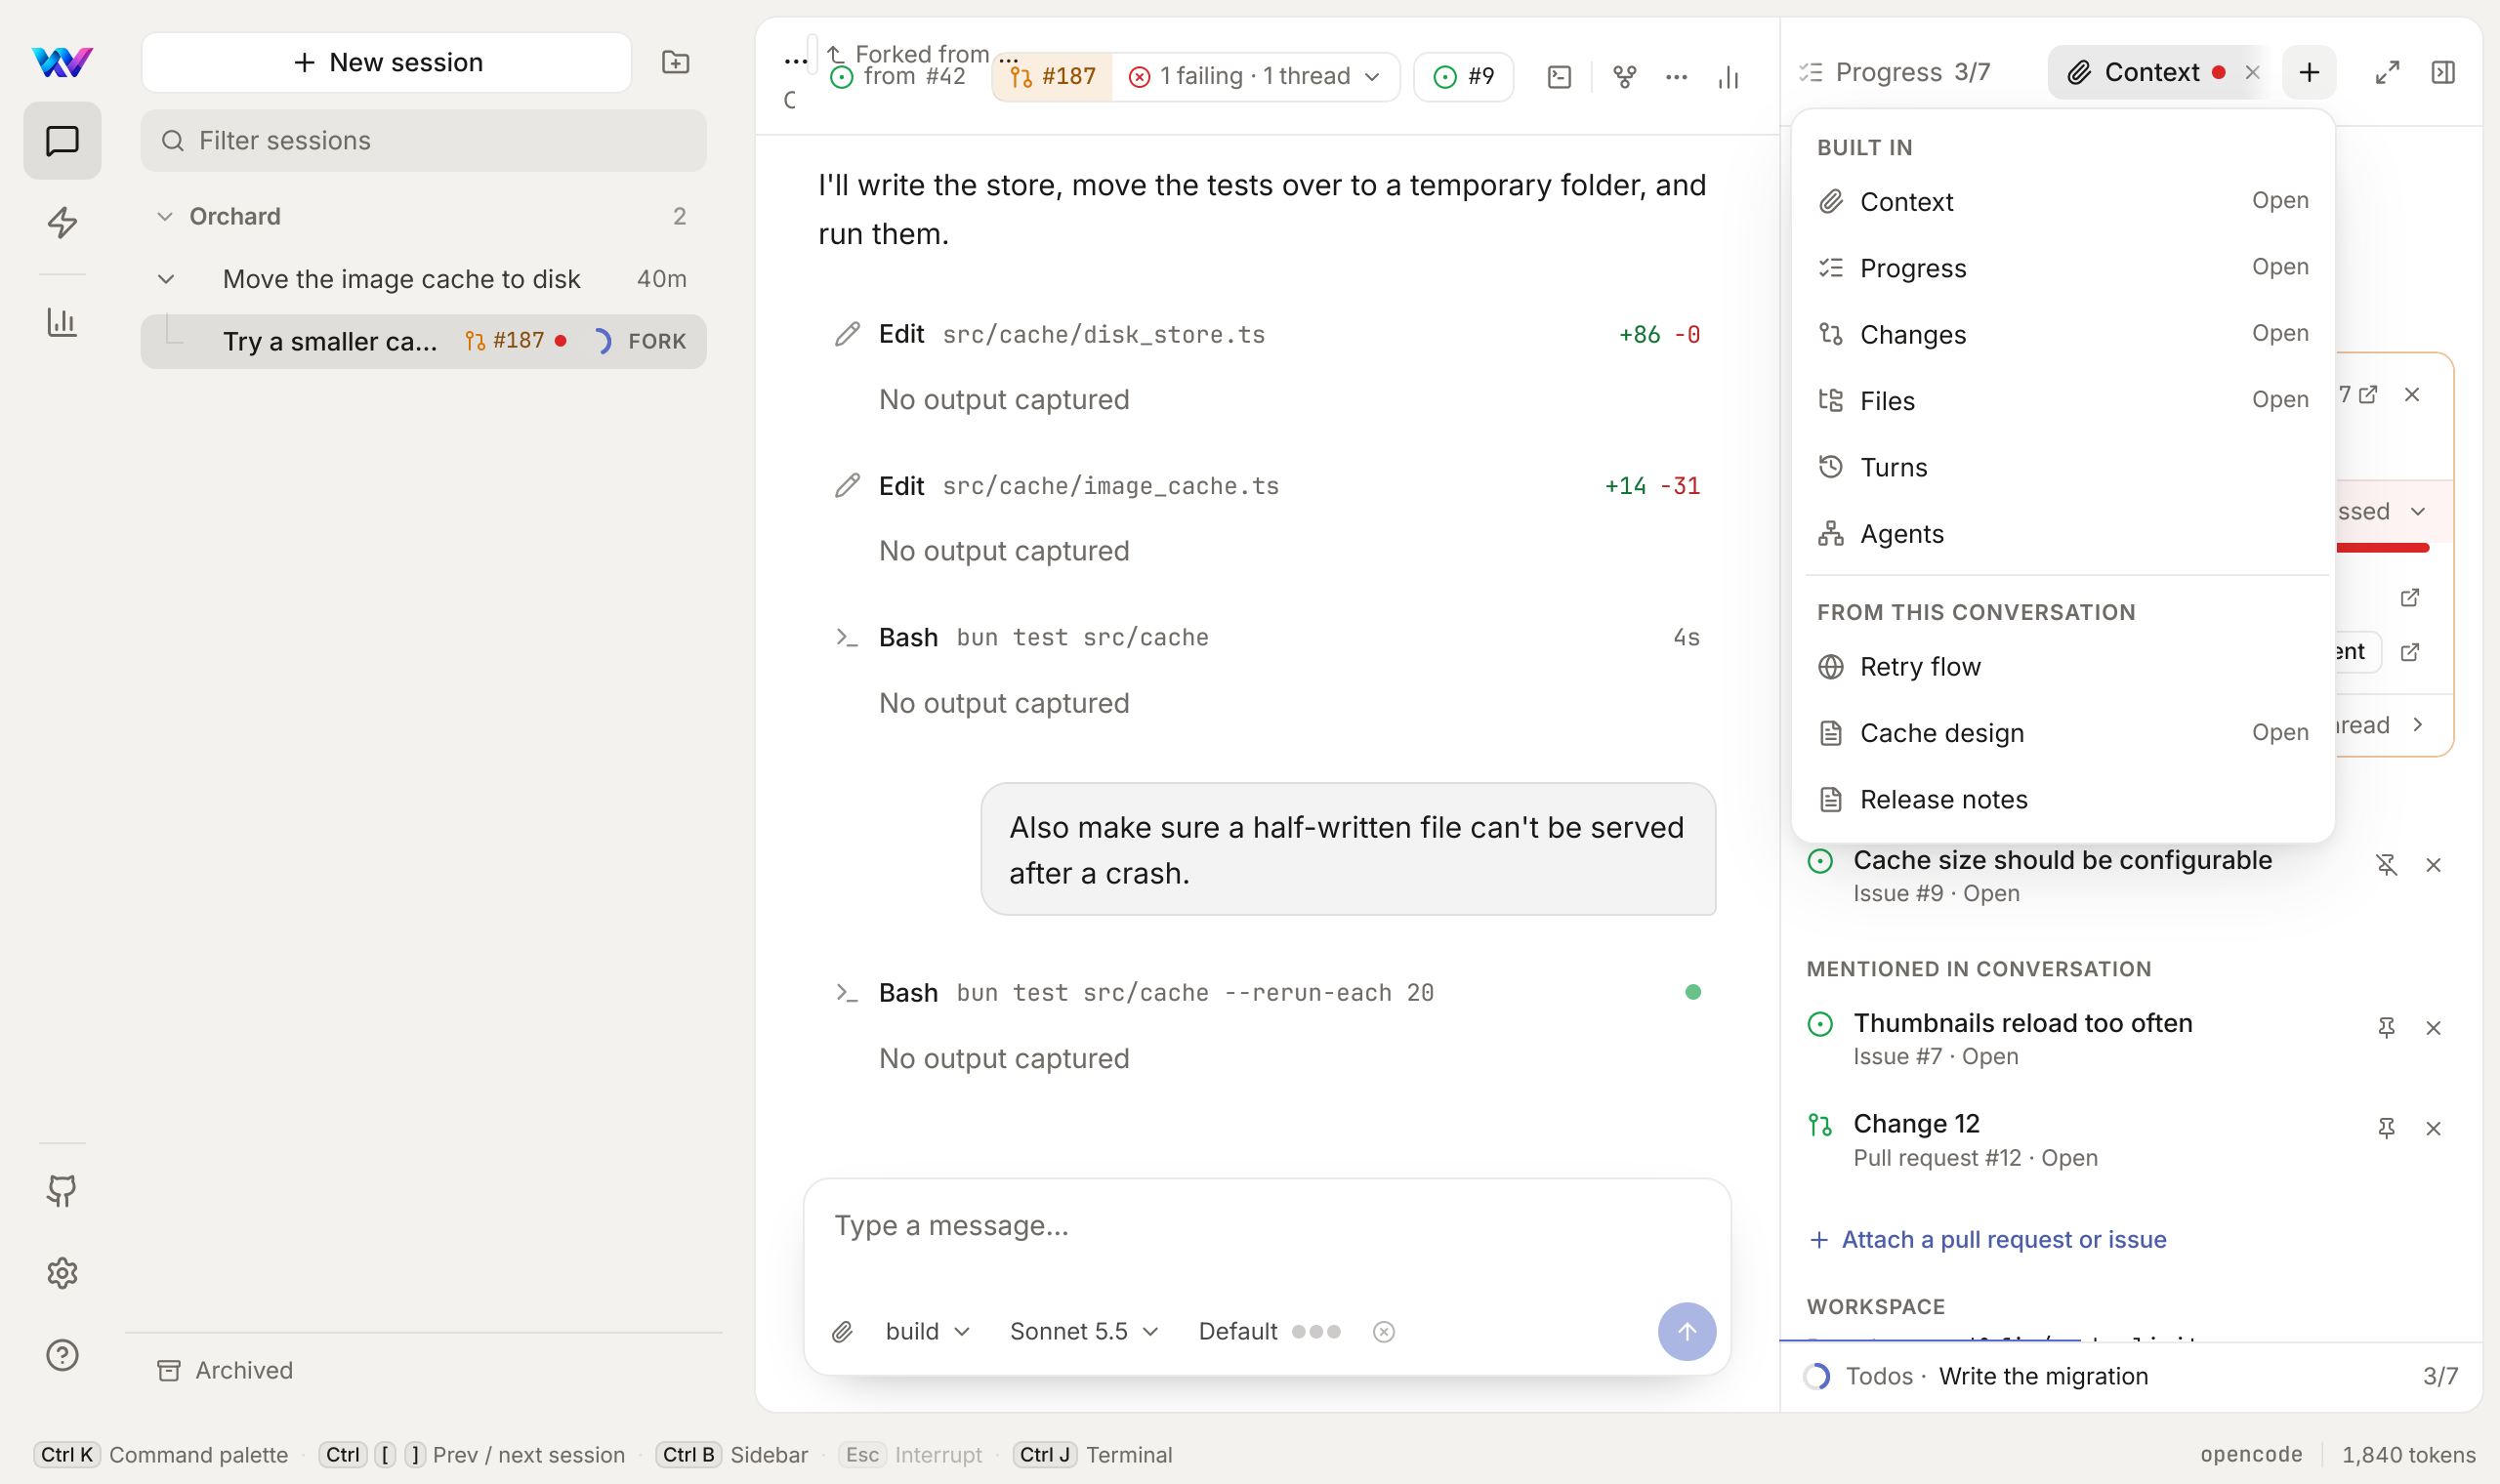 New session
Filter sessions
Orchard 2
Move the image cache to disk 40m
Try a smaller ca... #187 FORK
Archived
... Forked from ...
from #42 #187 1 failing · 1 thread #9
I'll write the store, move the tests over to a temporary folder, and
run them.
Edit src/cache/disk_store.ts +86 -0
No output captured
Edit src/cache/image_cache.ts +14 -31
No output captured
Bash bun test src/cache 4s
No output captured
Also make sure a half-written file can't be served
after a crash.
Bash bun test src/cache --rerun-each 20
No output captured
Type a message...
build Sonnet 5.5 Default
Progress 3/7 Context
BUILT IN
Context Open
Progress Open
Changes Open
Files Open
Turns
Agents
FROM THIS CONVERSATION
Retry flow
Cache design Open
Release notes
7
ssed
ent
read
Cache size should be configurable
Issue #9 · Open
MENTIONED IN CONVERSATION
Thumbnails reload too often
Issue #7 · Open
Change 12
Pull request #12 · Open
+ Attach a pull request or issue
WORKSPACE
Todos · Write the migration 3/7
Ctrl K Command palette · Ctrl [ ] Prev / next session · Ctrl B Sidebar · Esc Interrupt · Ctrl J Terminal
opencode 1,840 tokens